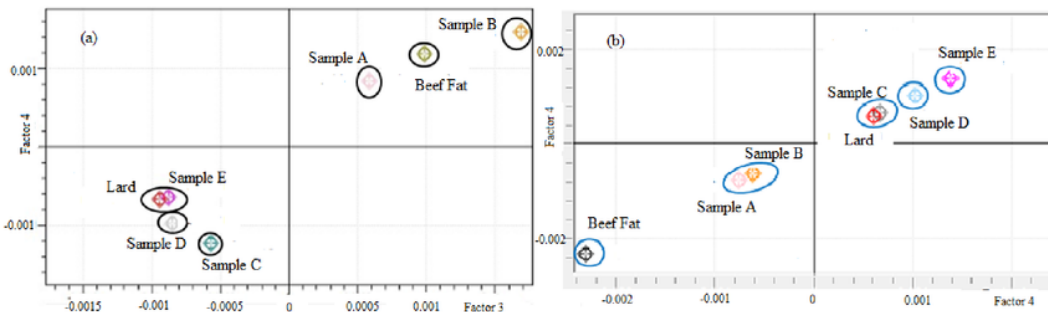 (a)
Sample B
Sample A
Beef Fat
0.001
Factor 4
Lard
Sample E
-0.001
Sample D
Sample C
-0.0015
-0.001
-0.0005
0
0.0005
0.001
Factor 3
(b)
0.002
Sample E
Sample C
Factor 4
Sample D
Lard
Sample B
Sample A
Beef Fat
-0.002
-0.002
-0.001
0
0.001
Factor 4